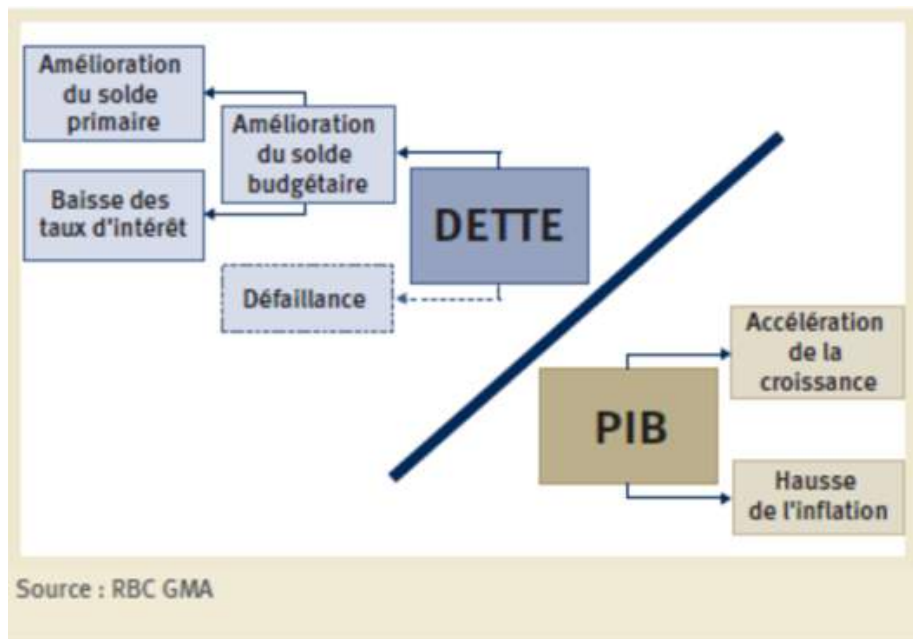 Amélioration
du solde
primaire
Amélioration
du solde
budgétaire
Baisse des
taux d'intérêt
DETTE
Défaillance
Accélération
de la
croissance
PIB
Hausse
de l'inflation
Source : RBC GMA